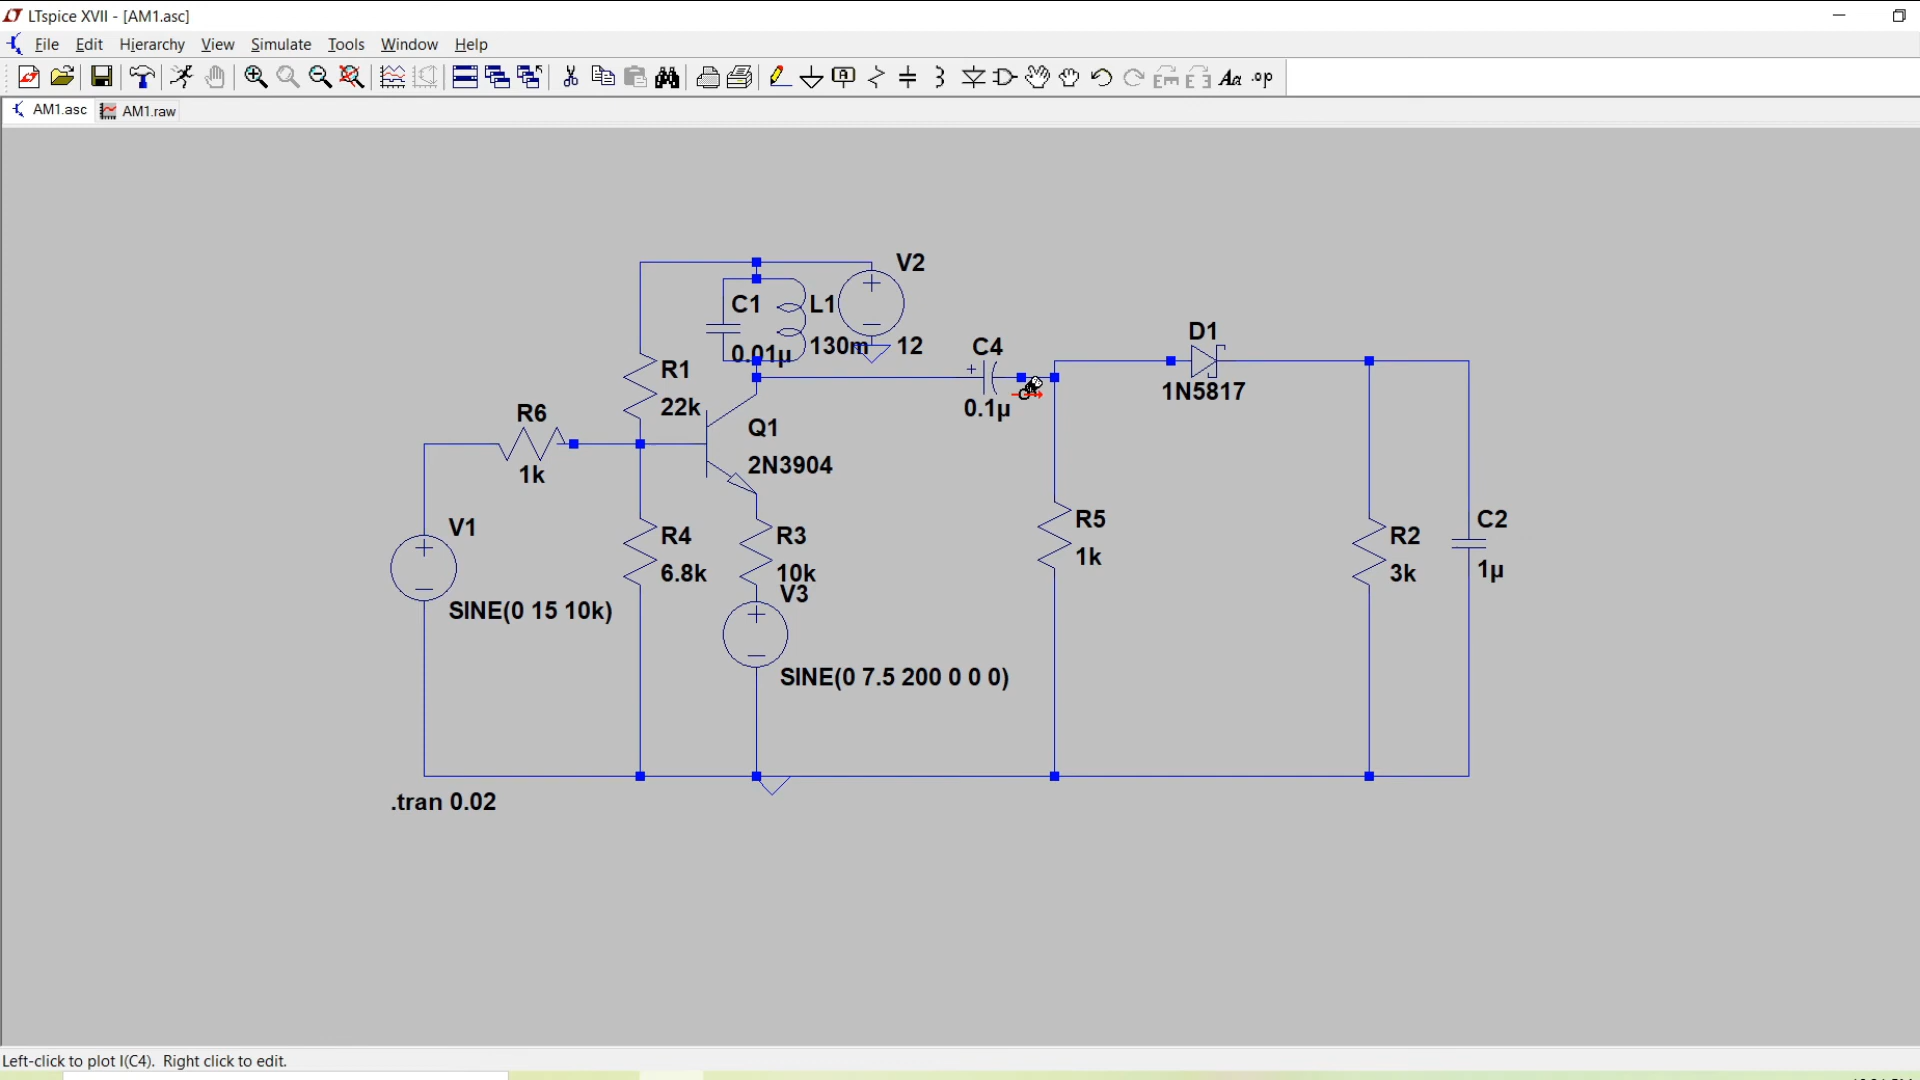 LTspice XVII - [AM1.asc]
File Edit Hierarchy View Simulate Tools Window Help
Aa .op
AM1.asc AM1.raw
V2
12
C1
0.01µ
L1
130m
C4
+
0.1µ
D1
1N5817
R1
22k
R6
1k
Q1
2N3904
V1
SINE(0 15 10k)
R4
6.8k
R3
10k
V3
SINE(0 7.5 200 0 0 0)
R5
1k
R2
3k
C2
1µ
.tran 0.02
Left-click to plot I(C4). Right click to edit.